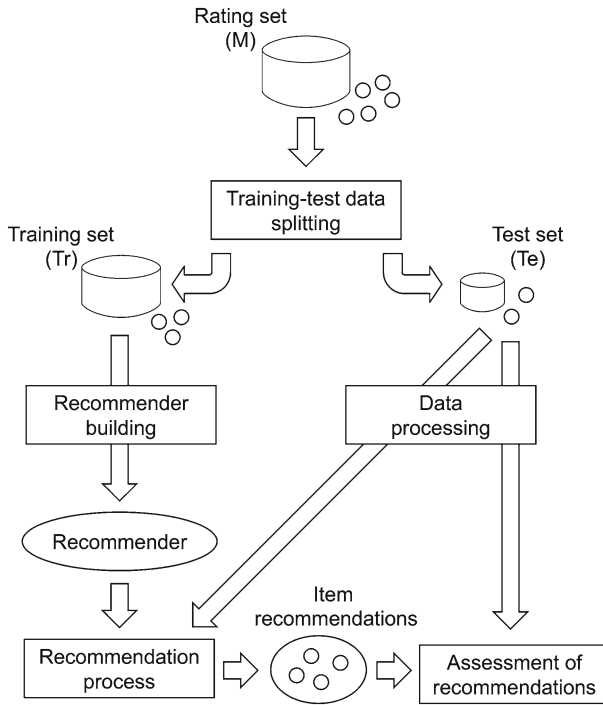 Rating set
(M)
Training-test data
splitting
Training set
(Tr)
Test set
(Te)
Recommender
building
Data
processing
Recommender
Item
recommendations
Recommendation
process
Assessment of
recommendations